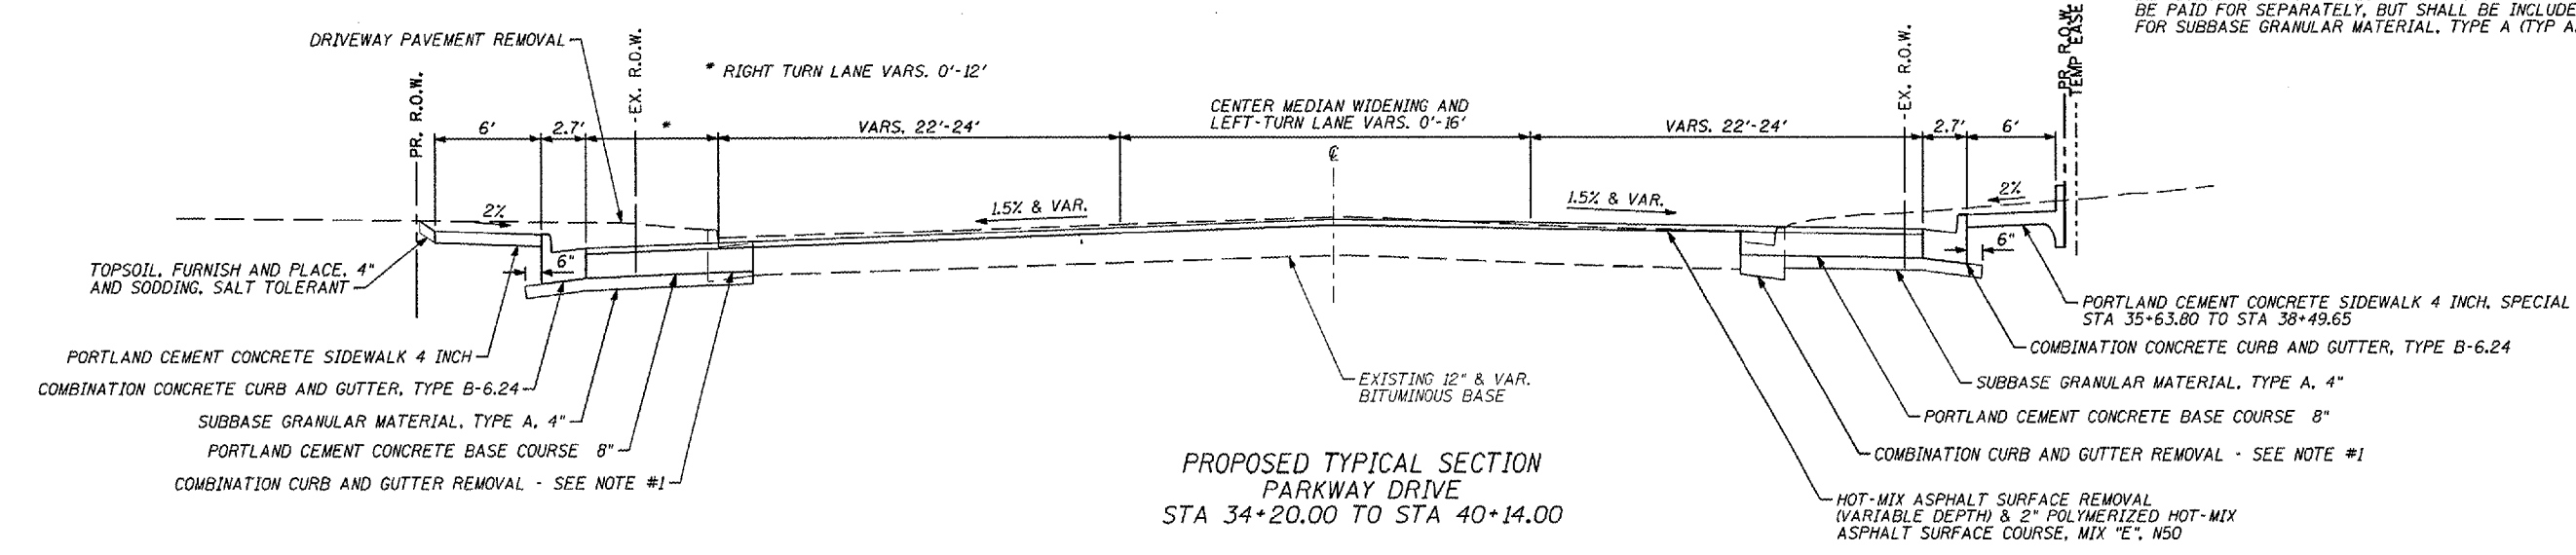 BE PAID FOR SEPARATELY, BUT SHALL BE INCLUDE
FOR SUBBASE GRANULAR MATERIAL, TYPE A (TYP A
DRIVEWAY PAVEMENT REMOVAL
* RIGHT TURN LANE VARS. 0'-12'
PR. R.O.W.
EX. R.O.W.
EX. R.O.W.
PR. R.O.W.
TEMP EASE
CENTER MEDIAN WIDENING AND
LEFT-TURN LANE VARS. 0'-16'
6'
2.7'
*
VARS. 22'-24'
VARS. 22'-24'
2.7'
6'
℄
2%
1.5% & VAR.
1.5% & VAR.
2%
6"
6"
TOPSOIL, FURNISH AND PLACE, 4"
AND SODDING, SALT TOLERANT
PORTLAND CEMENT CONCRETE SIDEWALK 4 INCH
COMBINATION CONCRETE CURB AND GUTTER, TYPE B-6.24
SUBBASE GRANULAR MATERIAL, TYPE A, 4"
PORTLAND CEMENT CONCRETE BASE COURSE 8"
COMBINATION CURB AND GUTTER REMOVAL - SEE NOTE #1
EXISTING 12" & VAR.
BITUMINOUS BASE
PORTLAND CEMENT CONCRETE SIDEWALK 4 INCH, SPECIAL
STA 35+63.80 TO STA 38+49.65
COMBINATION CONCRETE CURB AND GUTTER, TYPE B-6.24
SUBBASE GRANULAR MATERIAL, TYPE A, 4"
PORTLAND CEMENT CONCRETE BASE COURSE 8"
COMBINATION CURB AND GUTTER REMOVAL - SEE NOTE #1
HOT-MIX ASPHALT SURFACE REMOVAL
(VARIABLE DEPTH) & 2" POLYMERIZED HOT-MIX
ASPHALT SURFACE COURSE, MIX "E", N50
PROPOSED TYPICAL SECTION
PARKWAY DRIVE
STA 34+20.00 TO STA 40+14.00